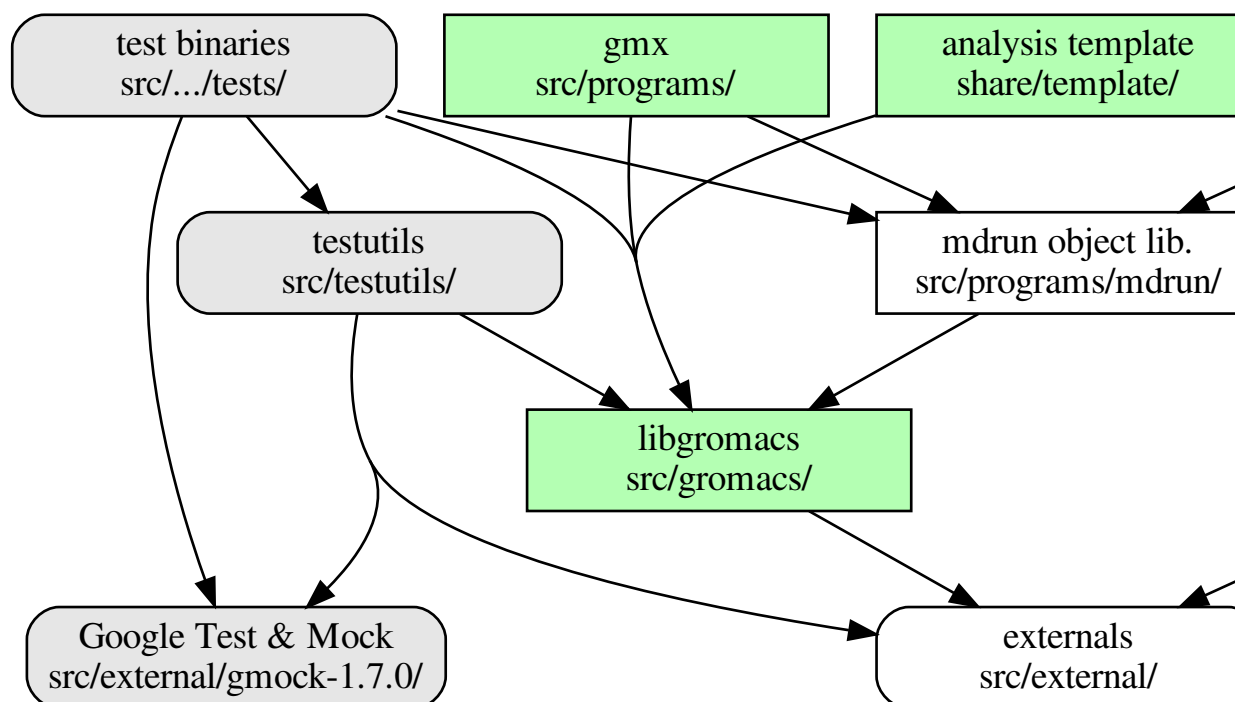 test binaries
src/.../tests/
gmx
src/programs/
analysis template
share/template/
testutils
src/testutils/
mdrun object lib.
src/programs/mdrun/
libgromacs
src/gromacs/
Google Test & Mock
src/external/gmock-1.7.0/
externals
src/external/